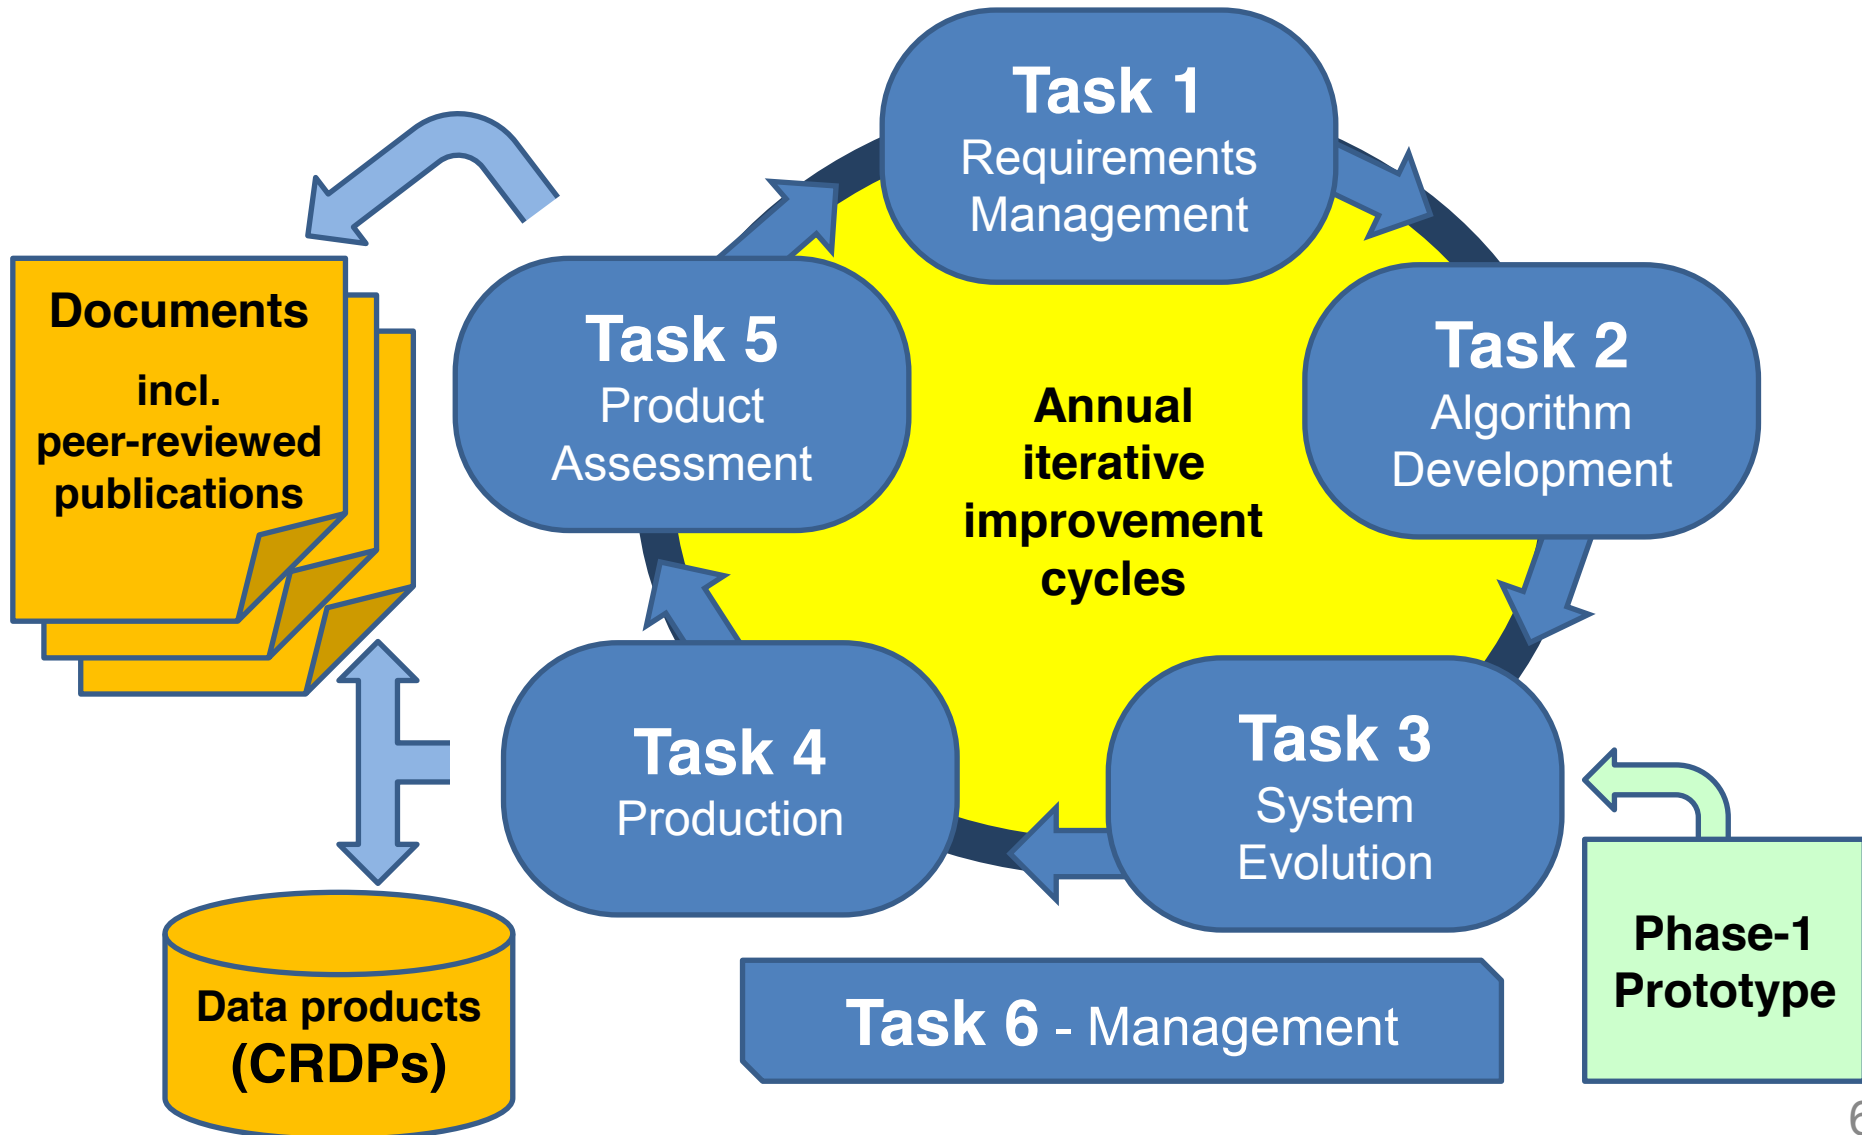 Task 1
Requirements
Management
Task 2
Algorithm
Development
Task 3
System
Evolution
Task 4
Production
Task 5
Product
Assessment
Annual
iterative
improvement
cycles
Documents
incl.
peer-reviewed
publications
Data products
(CRDPs)
Task 6 - Management
Phase-1
Prototype
6